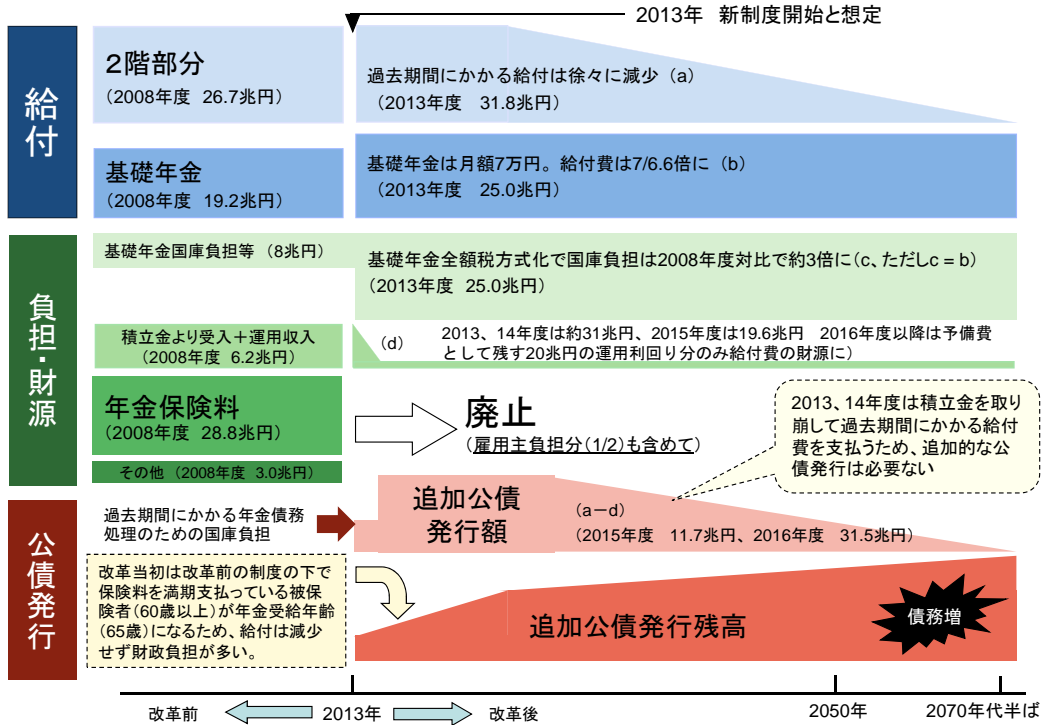 2013年 新制度開始と想定
給付
2階部分
(2008年度 26.7兆円)
過去期間にかかる給付は徐々に減少 (a)
(2013年度 31.8兆円)
基礎年金
(2008年度 19.2兆円)
基礎年金は月額7万円。給付費は7/6.6倍に (b)
(2013年度 25.0兆円)
負担・財源
基礎年金国庫負担等 (8兆円)
基礎年金全額税方式化で国庫負担は2008年度対比で約3倍に(c、ただしc = b)
(2013年度 25.0兆円)
積立金より受入+運用収入
(2008年度 6.2兆円)
(d)
2013、14年度は約31兆円、2015年度は19.6兆円 2016年度以降は予備費
として残す20兆円の運用利回り分のみ給付費の財源に)
年金保険料
(2008年度 28.8兆円)
廃止
(雇用主負担分(1/2)も含めて)
その他 (2008年度 3.0兆円)
2013、14年度は積立金を取り
崩して過去期間にかかる給付
費を支払うため、追加的な公
債発行は必要ない
公債発行
過去期間にかかる年金債務
処理のための国庫負担
追加公債
発行額
(a-d)
(2015年度 11.7兆円、2016年度 31.5兆円)
改革当初は改革前の制度の下で
保険料を満期支払っている被保
険者(60歳以上)が年金受給年齢
(65歳)になるため、給付は減少
せず財政負担が多い。
追加公債発行残高
債務増
改革前
2013年
改革後
2050年
2070年代半ば